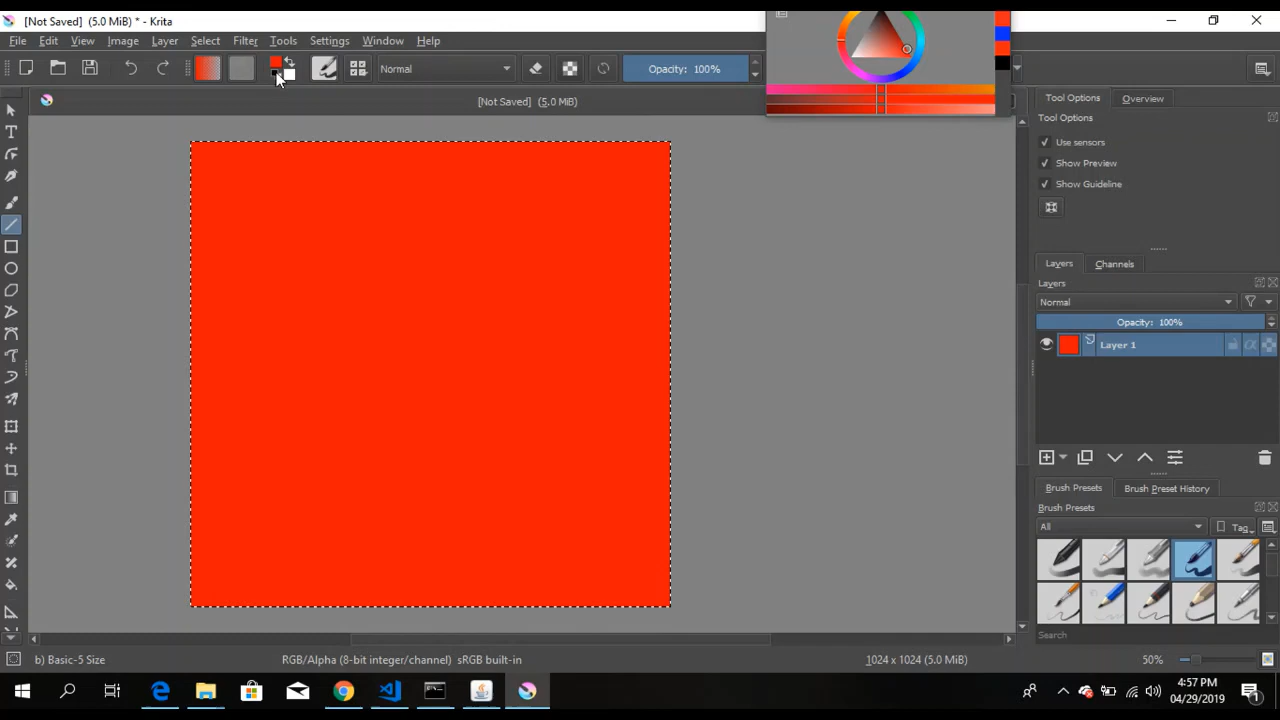 [Not Saved] (5.0 MiB) * - Krita
File Edit View Image Layer Select Filter Tools Settings Window Help
Normal Opacity: 100%
[Not Saved] (5.0 MiB)
Tool Options Overview
Tool Options
Use sensors
Show Preview
Show Guideline
Layers Channels
Layers
Normal
Opacity: 100%
Layer 1
Brush Presets Brush Preset History
Brush Presets
All Tag
Search
b) Basic-5 Size RGB/Alpha (8-bit integer/channel) sRGB built-in 1024 x 1024 (5.0 MiB) 50%
4:57 PM
04/29/2019
1